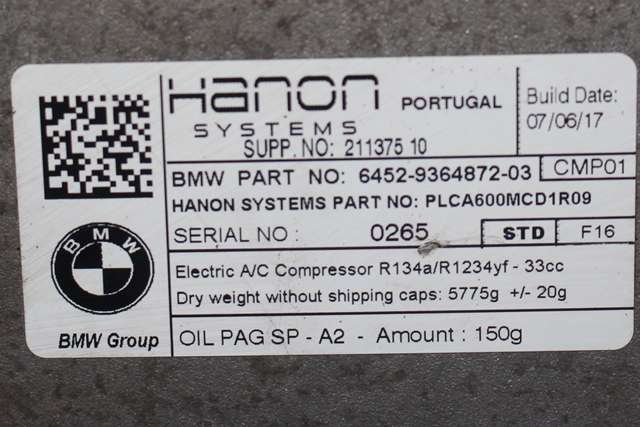 Hanon
SYSTEMS
PORTUGAL
Build Date:
07/06/17
SUPP. NO: 211375 10
BMW PART NO: 6452-9364872-03
CMP01
HANON SYSTEMS PART NO: PLCA600MCD1R09
SERIAL NO : 0265
STD
F16
Electric A/C Compressor R134a/R1234yf - 33cc
Dry weight without shipping caps: 5775g +/- 20g
BMW
BMW Group
OIL PAG SP - A2 - Amount : 150g